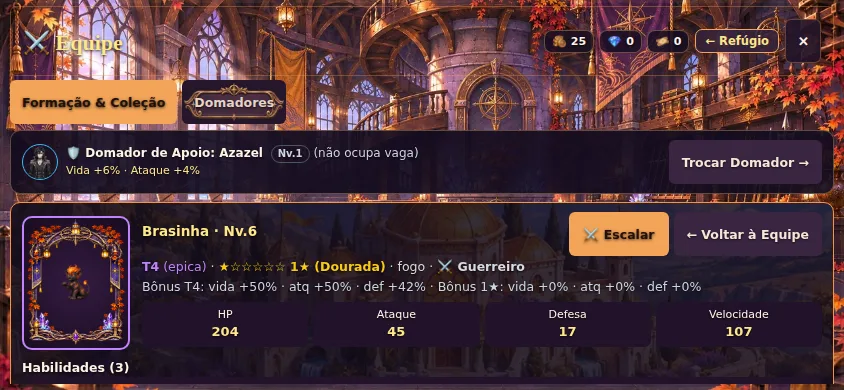 ⚔️ Equipe
25 0 0 ← Refúgio ✕
Formação & Coleção Domadores
🛡️ Domador de Apoio: Azazel Nv.1 (não ocupa vaga)
Vida +6% · Ataque +4%
Trocar Domador →
Brasinha · Nv.6
⚔️ Escalar ← Voltar à Equipe
T4 (epica) · ★☆☆☆☆☆ 1★ (Dourada) · fogo · ⚔️ Guerreiro
Bônus T4: vida +50% · atq +50% · def +42% · Bônus 1★: vida +0% · atq +0% · def +0%
HP Ataque Defesa Velocidade
204 45 17 107
Habilidades (3)